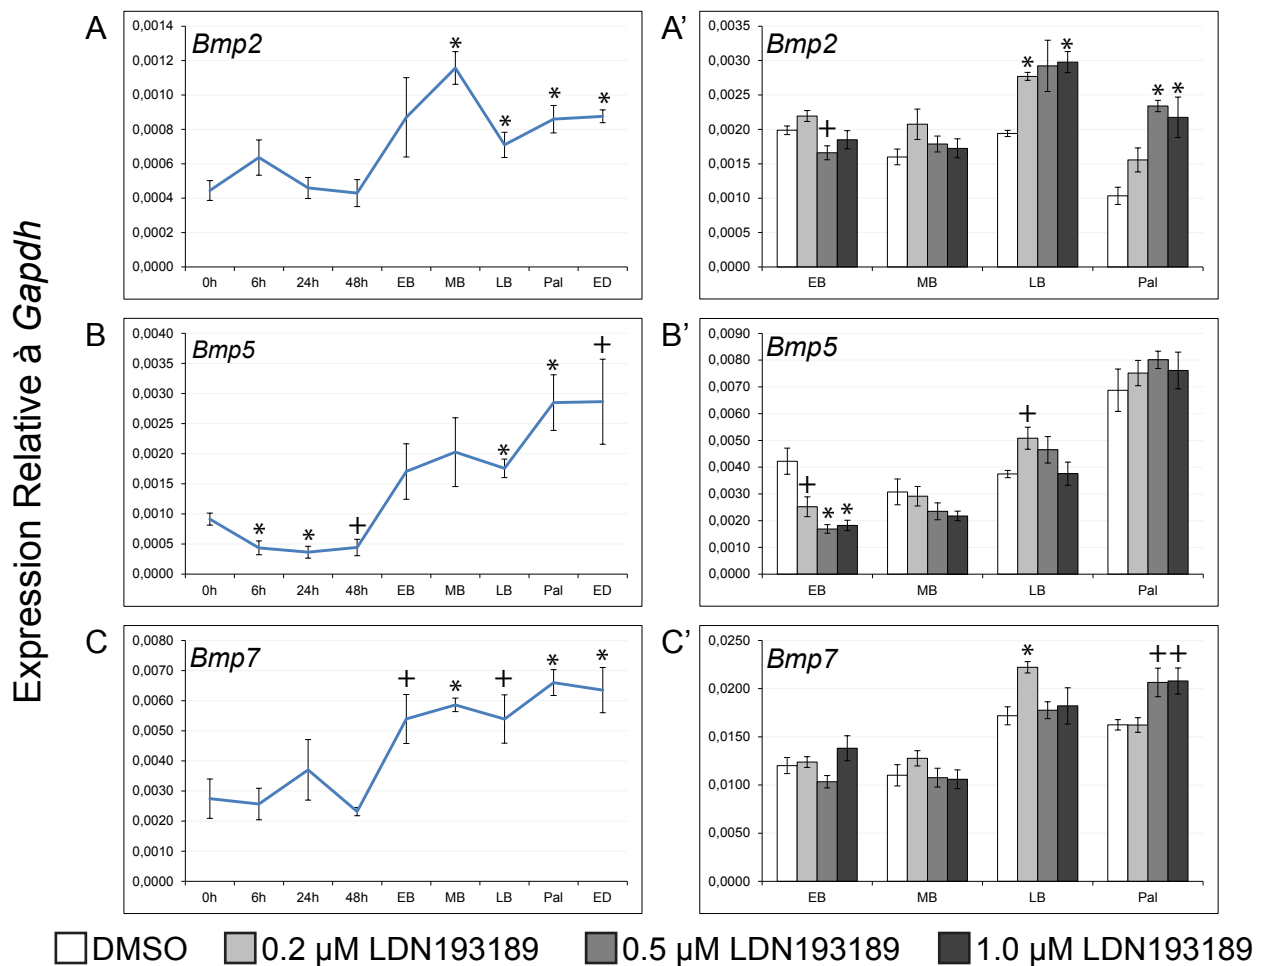 Expression Relative à Gapdh
A
Bmp2
0,0014
0,0012
0,0010
0,0008
0,0006
0,0004
0,0002
0,0000
* * * *
0h 6h 24h 48h EB MB LB Pal ED
A’
Bmp2
0,0035
0,0030
0,0025
0,0020
0,0015
0,0010
0,0005
0,0000
+ * * * *
EB MB LB Pal
B
Bmp5
0,0040
0,0035
0,0030
0,0025
0,0020
0,0015
0,0010
0,0005
0,0000
* * + * * +
0h 6h 24h 48h EB MB LB Pal ED
B’
Bmp5
0,0090
0,0080
0,0070
0,0060
0,0050
0,0040
0,0030
0,0020
0,0010
0,0000
+ * * +
EB MB LB Pal
C
Bmp7
0,0080
0,0070
0,0060
0,0050
0,0040
0,0030
0,0020
0,0010
0,0000
+ * + * *
0h 6h 24h 48h EB MB LB Pal ED
C’
Bmp7
0,0250
0,0200
0,0150
0,0100
0,0050
0,0000
* + +
EB MB LB Pal
DMSO 0.2 µM LDN193189 0.5 µM LDN193189 1.0 µM LDN193189